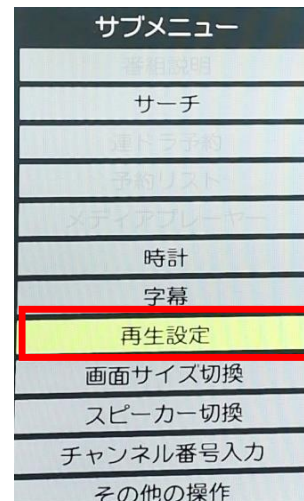 サブメニュー
番組説明
サーチ
連ドラ予約
予約リスト
メディアプレーヤー
時計
字幕
再生設定
画面サイズ切換
スピーカー切換
チャンネル番号入力
その他の操作